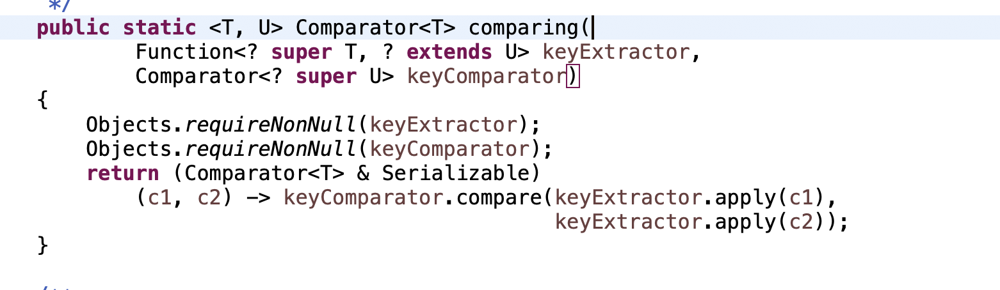 */
public static <T, U> Comparator<T> comparing(
Function<? super T, ? extends U> keyExtractor,
Comparator<? super U> keyComparator)
{
Objects.requireNonNull(keyExtractor);
Objects.requireNonNull(keyComparator);
return (Comparator<T> & Serializable)
(c1, c2) -> keyComparator.compare(keyExtractor.apply(c1),
keyExtractor.apply(c2));
}